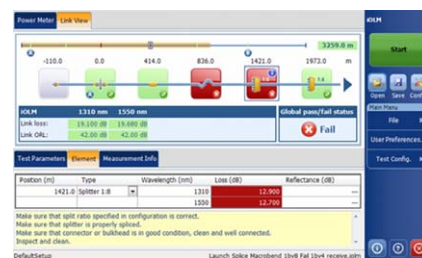 Power Meter Link View
iOLM
3259.0 m
Start
-110.0 0.0 414.0 836.0 1421.0 1973.0 m
Open Save
Main Menu
iOLM 1310 nm 1550 nm Global pass/fail status
File
Link loss: 19.100 dB 19.680 dB
Fail
Link ORL: 42.00 dB 42.00 dB
User Preferences.
Test Parameters Element Measurement Info
Test Config.
Position (m) Type Wavelength (nm) Loss (dB) Reflectance (dB)
1421.0 Splitter 1:8 1310 12.900 ---
1550 12.700 ---
Make sure that split ratio specified in configuration is correct.
Make sure that splitter is properly spliced.
Make sure that connector or bulkhead is in good condition, clean and well connected.
Inspect and clean.
DefaultSetup Launch Splice Macrobend 1by8 Fail 1by4 receive.iolm